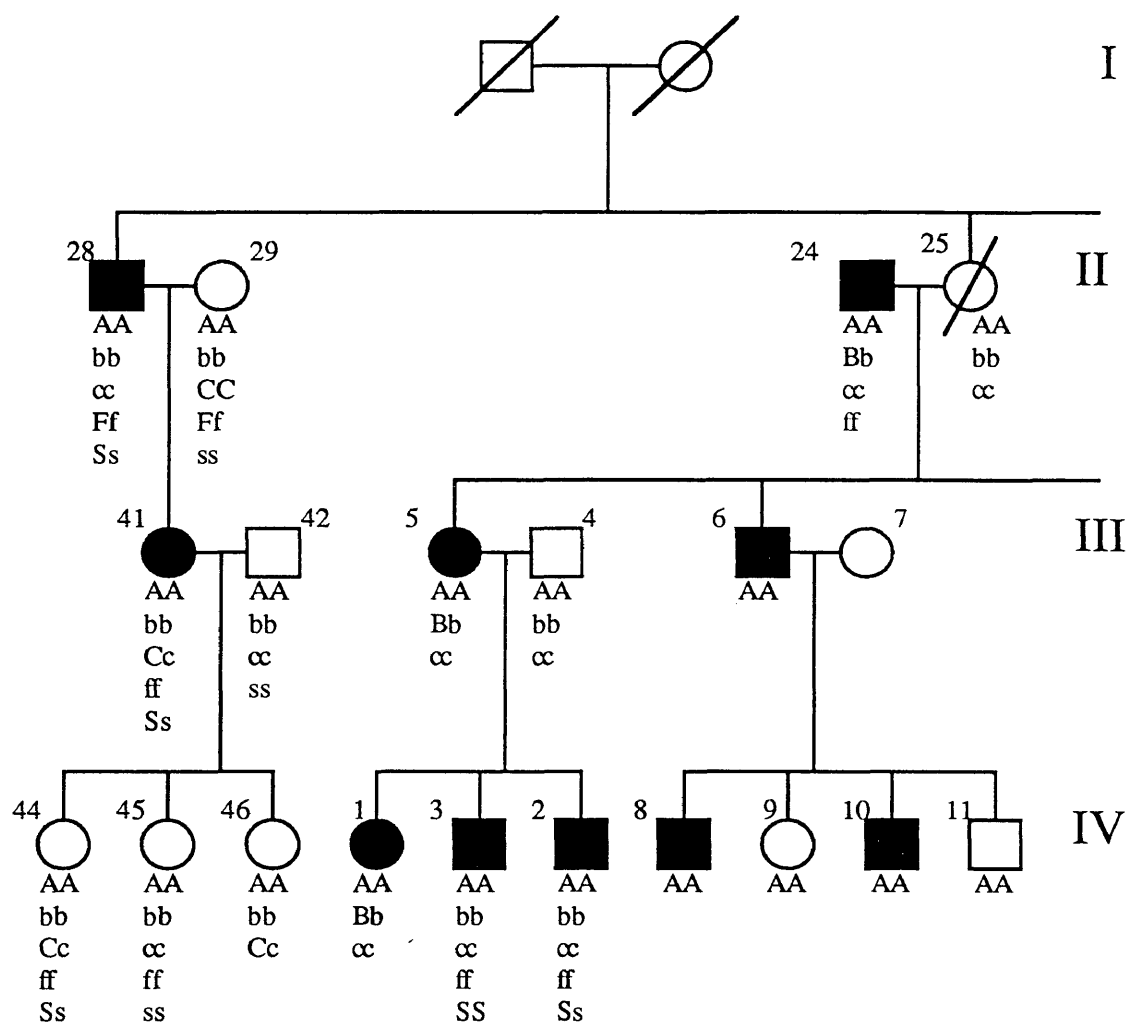 I
28 29 24 25 II
AA AA AA AA
bb bb Bb bb
cc CC cc cc
Ff Ff ff
Ss ss
41 42 5 4 6 7 III
AA AA AA AA AA
bb bb Bb bb
Cc cc cc cc
ff ss
Ss
44 45 46 1 3 2 8 9 10 11 IV
AA AA AA AA AA AA AA AA AA AA
bb bb bb Bb bb bb
Cc cc Cc cc cc cc
ff ff ff ff
Ss ss SS Ss